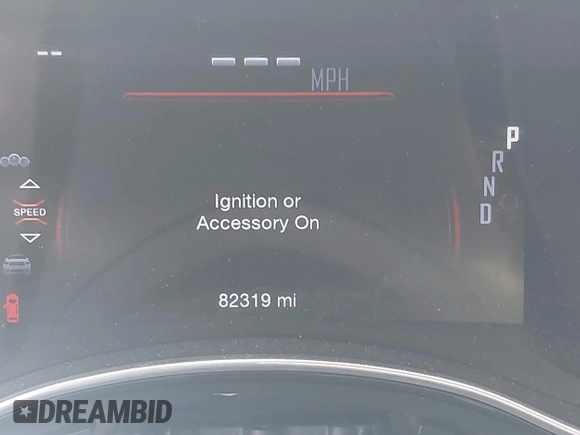 -- 
--- 
MPH
P
R
N
D
SPEED
Ignition or
Accessory On
82319 mi
DREAMBID